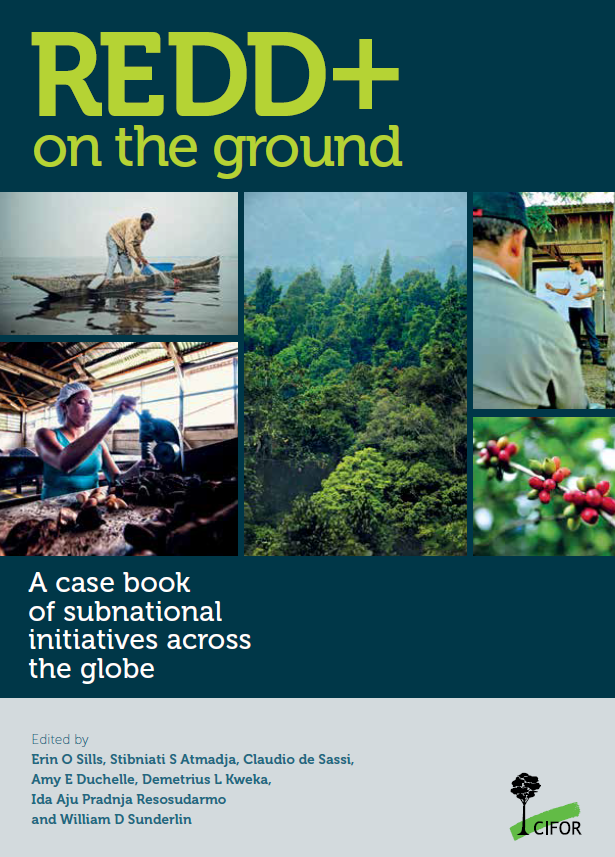 REDD+
on the ground
A case book
of subnational
initiatives across
the globe
Edited by
Erin O Sills, Stibniati S Atmadja, Claudio de Sassi,
Amy E Duchelle, Demetrius L Kweka,
Ida Aju Pradnja Resosudarmo
and William D Sunderlin
CIFOR